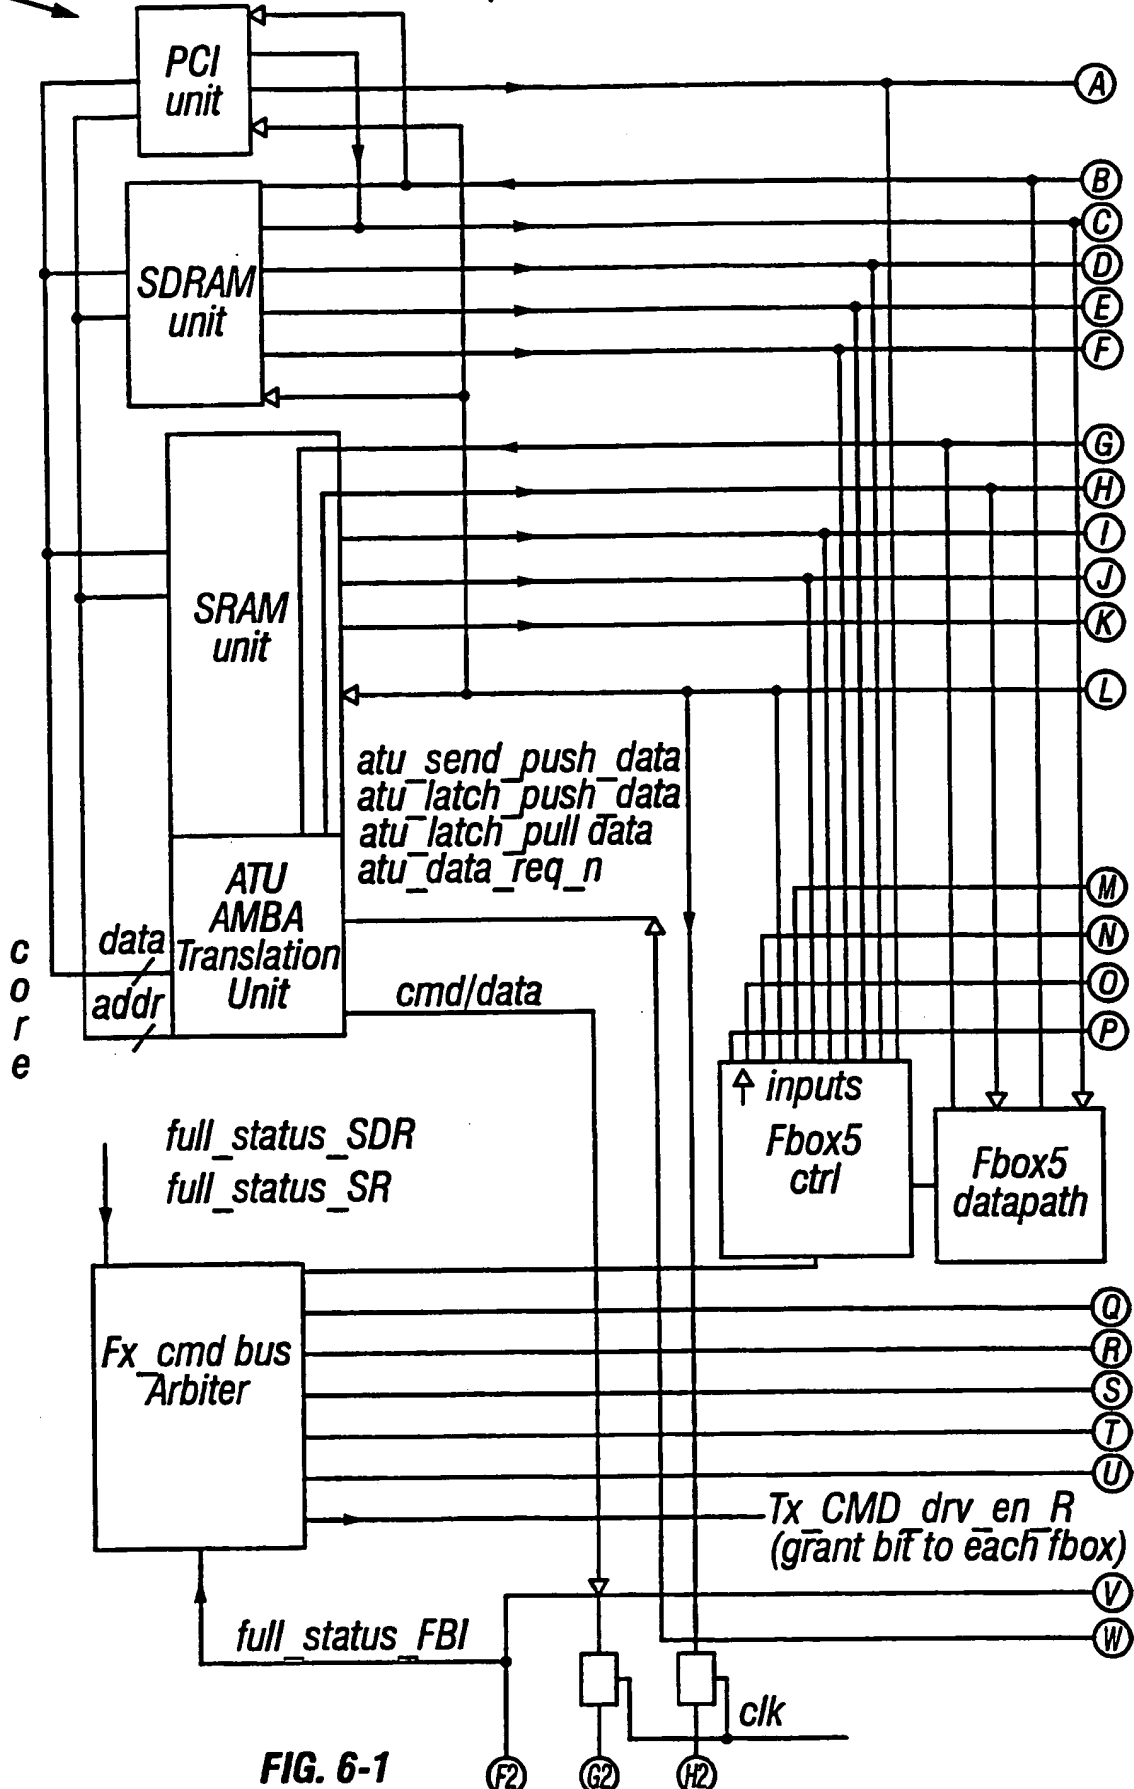 PCI
unit
A
B
C
SDRAM
unit
D
E
F
G
H
I
J
K
SRAM
unit
L
atu_send_push_data
atu_latch_push_data
atu_latch_pull data
atu_data_req_n
ATU
AMBA
Translation
Unit
data
addr
core
cmd/data
M
N
O
P
inputs
Fbox5
ctrl
Fbox5
datapath
full_status_SDR
full_status_SR
Fx_cmd bus
Arbiter
Q
R
S
T
U
Tx_CMD_drv_en_R
(grant bit to each fbox)
V
W
full_status_FBI
clk
FIG. 6-1
F2
G2
H2